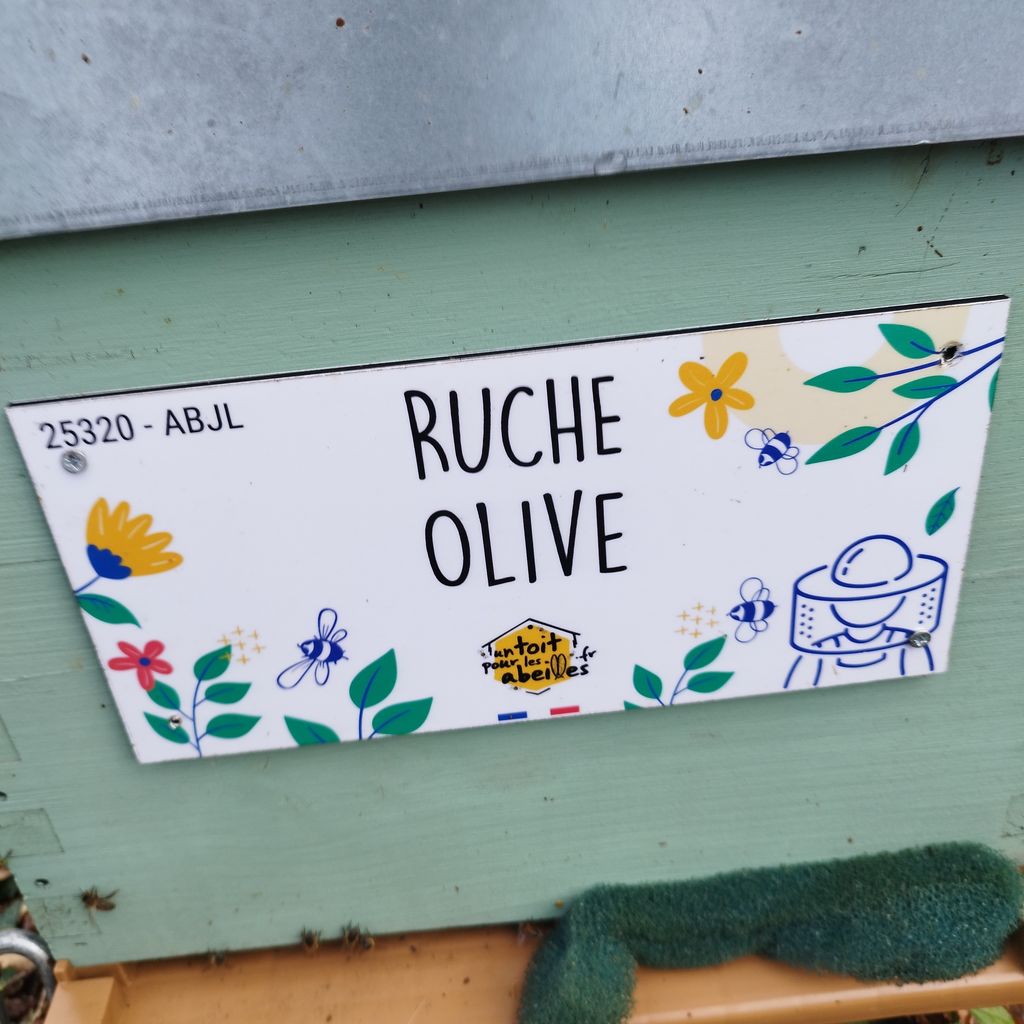 25320 - ABJL
RUCHE
OLIVE
un toit
pour les .fr
abeilles